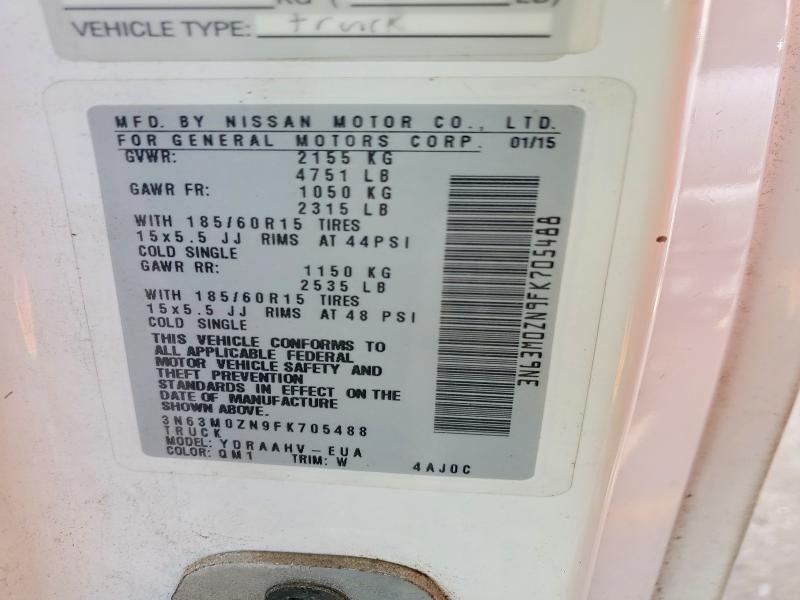 KG ( LB)
VEHICLE TYPE: truck
MFD. BY NISSAN MOTOR CO., LTD.
FOR GENERAL MOTORS CORP. 01/15
GVWR: 2155 KG
4751 LB
GAWR FR: 1050 KG
2315 LB
WITH 185/60R15 TIRES
15x5.5 JJ RIMS AT 44PSI
COLD SINGLE
GAWR RR: 1150 KG
2535 LB
WITH 185/60R15 TIRES
15x5.5 JJ RIMS AT 48 PSI
COLD SINGLE
THIS VEHICLE CONFORMS TO
ALL APPLICABLE FEDERAL
MOTOR VEHICLE SAFETY AND
THEFT PREVENTION
STANDARDS IN EFFECT ON THE
DATE OF MANUFACTURE
SHOWN ABOVE.
3N63M0ZN9FK705488
TRUCK
MODEL: YDRAAHV-EUA
COLOR: QM1 TRIM: W 4AJ0C
3N63M0ZN9FK705488